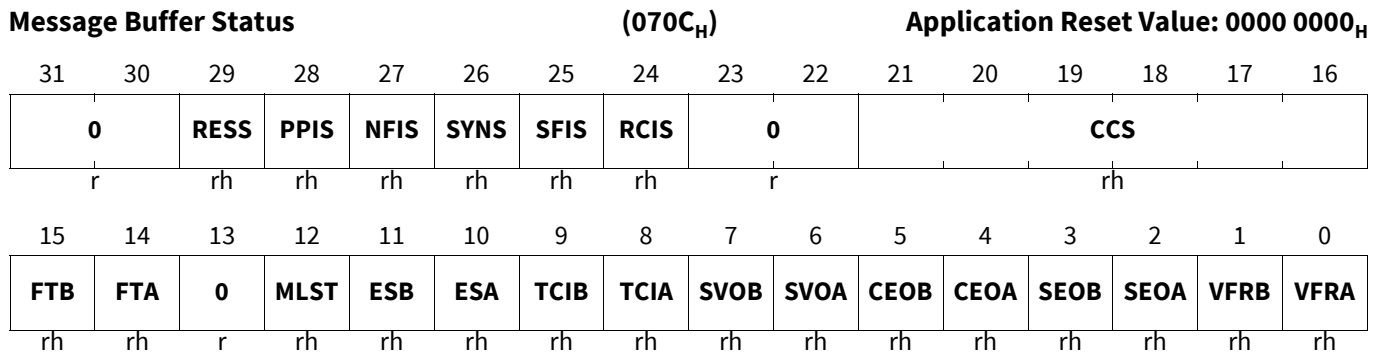 Message Buffer Status (070CH) Application Reset Value: 0000 0000H
31 30 29 28 27 26 25 24 23 22 21 20 19 18 17 16
0 RESS PPIS NFIS SYNS SFIS RCIS 0 CCS
r rh rh rh rh rh rh r rh
15 14 13 12 11 10 9 8 7 6 5 4 3 2 1 0
FTB FTA 0 MLST ESB ESA TCIB TCIA SVOB SVOA CEOB CEOA SEOB SEOA VFRB VFRA
rh rh r rh rh rh rh rh rh rh rh rh rh rh rh rh